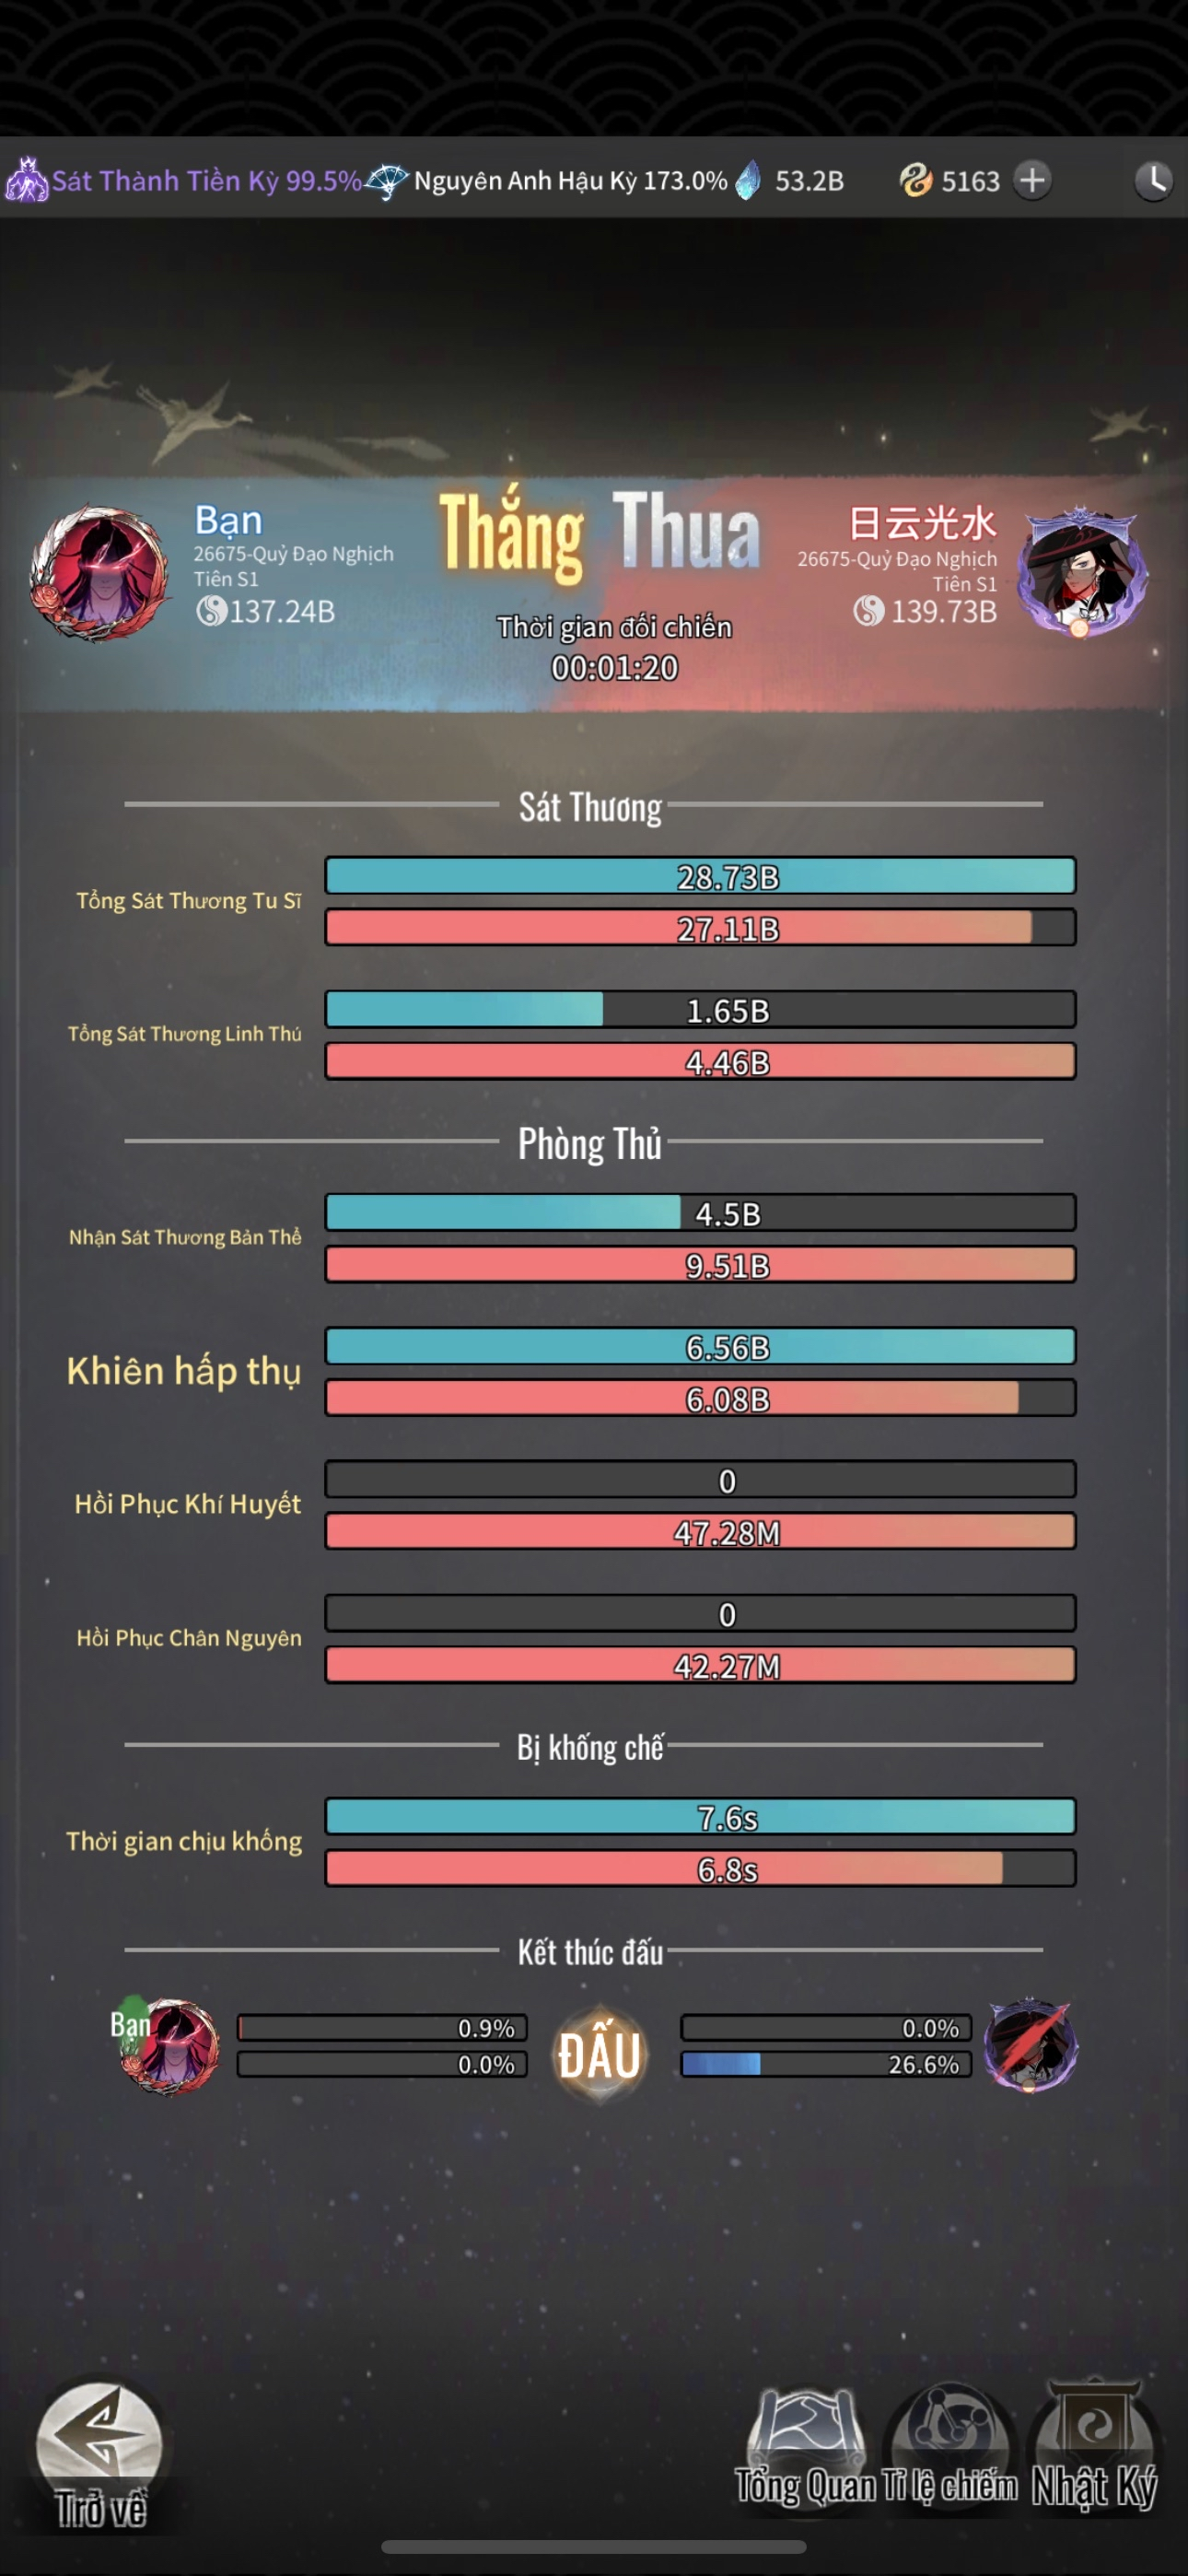 Sát Thành Tiền Kỳ 99.5% Nguyên Anh Hậu Kỳ 173.0% 53.2B 5163
Bạn
26675-Quỷ Đạo Nghịch
Tiên S1
137.24B
Thắng Thua
Thời gian đối chiến
00:01:20
日云光水
26675-Quỷ Đạo Nghịch
Tiên S1
139.73B
Sát Thương
Tổng Sát Thương Tu Sĩ
28.73B
27.11B
Tổng Sát Thương Linh Thú
1.65B
4.46B
Phòng Thủ
Nhận Sát Thương Bản Thể
4.5B
9.51B
Khiên hấp thụ
6.56B
6.08B
Hồi Phục Khí Huyết
0
47.28M
Hồi Phục Chân Nguyên
0
42.27M
Bị khống chế
Thời gian chịu khống
7.6s
6.8s
Kết thúc đấu
Bạn
0.9%
0.0%
ĐẤU
0.0%
26.6%
Trở về
Tổng Quan
Tỉ lệ chiếm
Nhật Ký